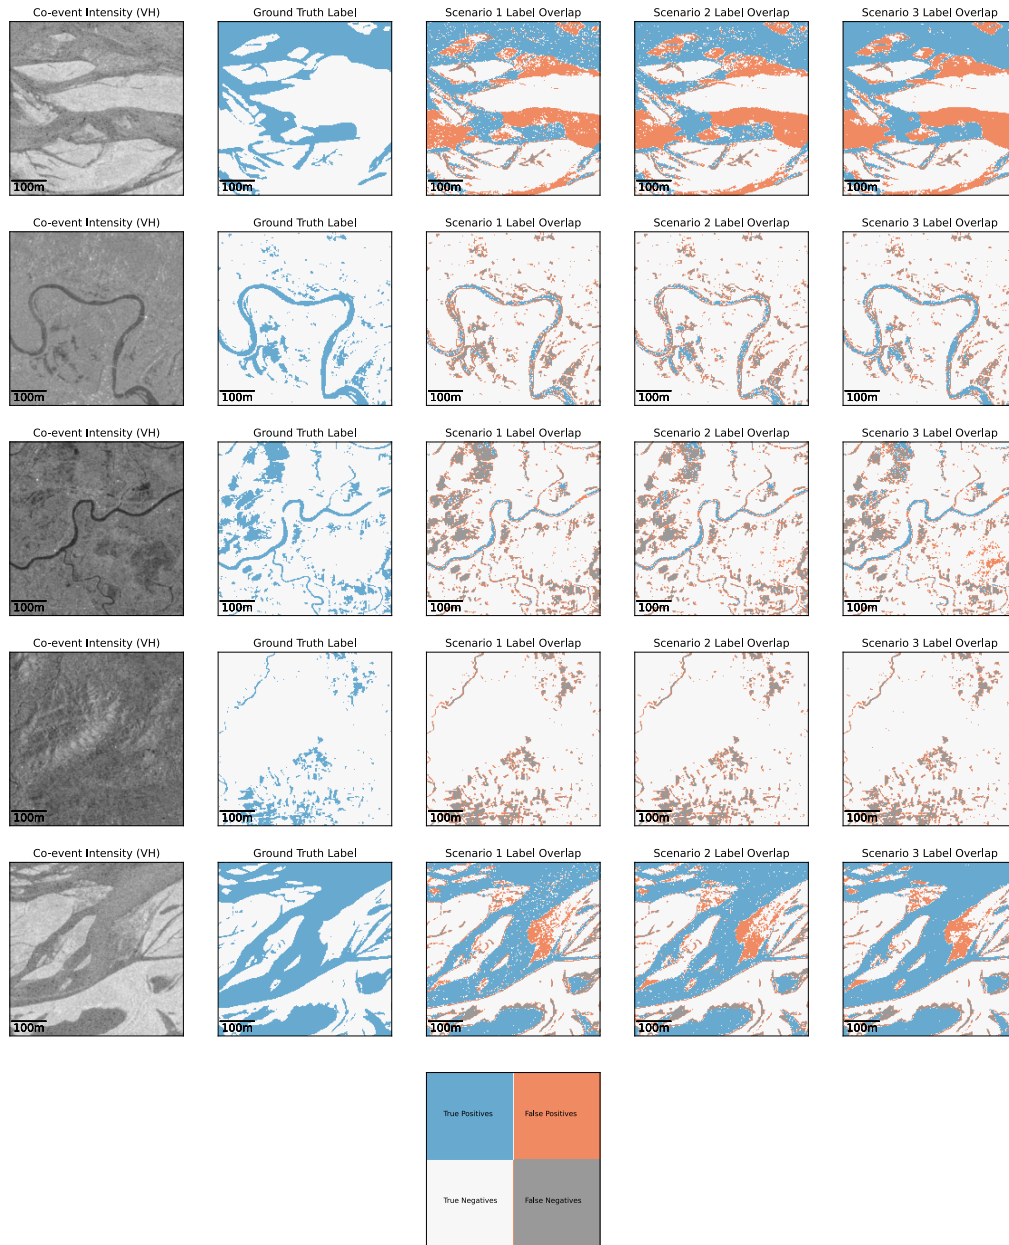 Co-event Intensity (VH) Ground Truth Label Scenario 1 Label Overlap Scenario 2 Label Overlap Scenario 3 Label Overlap
100m 100m 100m 100m 100m
Co-event Intensity (VH) Ground Truth Label Scenario 1 Label Overlap Scenario 2 Label Overlap Scenario 3 Label Overlap
100m 100m 100m 100m 100m
Co-event Intensity (VH) Ground Truth Label Scenario 1 Label Overlap Scenario 2 Label Overlap Scenario 3 Label Overlap
100m 100m 100m 100m 100m
Co-event Intensity (VH) Ground Truth Label Scenario 1 Label Overlap Scenario 2 Label Overlap Scenario 3 Label Overlap
100m 100m 100m 100m 100m
Co-event Intensity (VH) Ground Truth Label Scenario 1 Label Overlap Scenario 2 Label Overlap Scenario 3 Label Overlap
100m 100m 100m 100m 100m
True Positives False Positives
True Negatives False Negatives